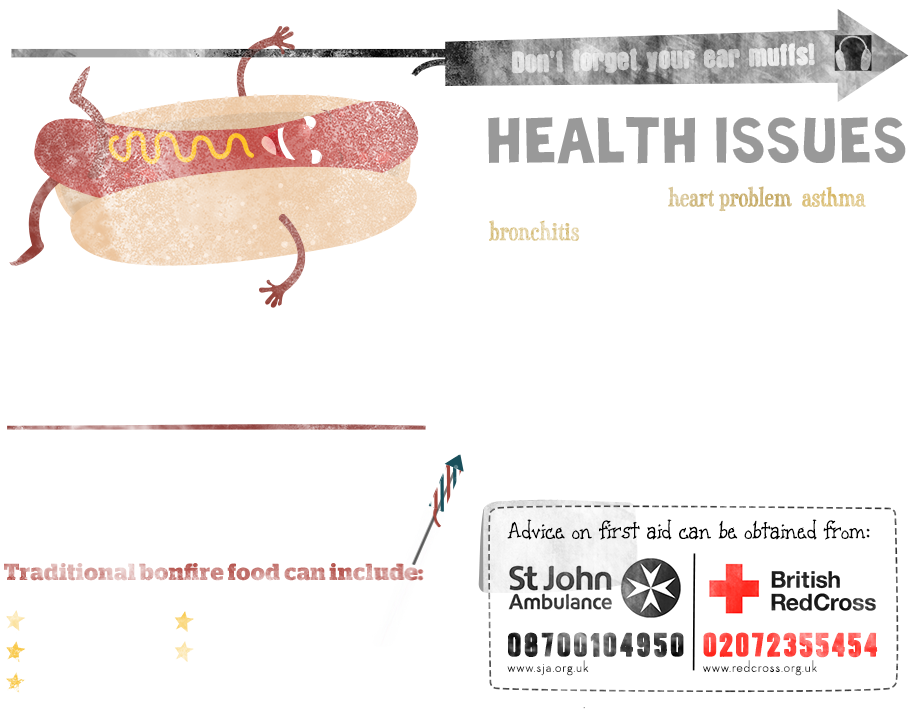 Don't forget your ear muffs!
HEALTH ISSUES
heart problem asthma
bronchitis
Traditional bonfire food can include:
Advice on first aid can be obtained from:
St John
Ambulance
08700104950
www.sja.org.uk
British
RedCross
02072355454
www.redcross.org.uk